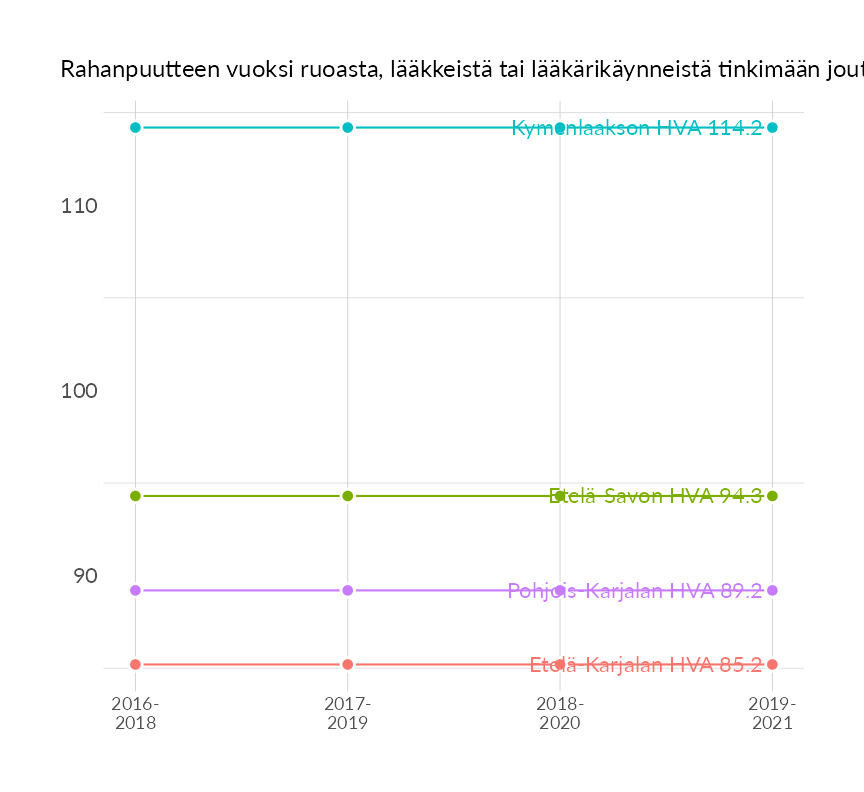 Rahanpuutteen vuoksi ruoasta, lääkkeistä tai lääkärikäynneistä tinkimään jout
Kymenlaakson HVA 114.2
110
100
Etelä-Savon HVA 94.3
90
Pohjois-Karjalan HVA 89.2
Etelä-Karjalan HVA 85.2
2016-
2018
2017-
2019
2018-
2020
2019-
2021